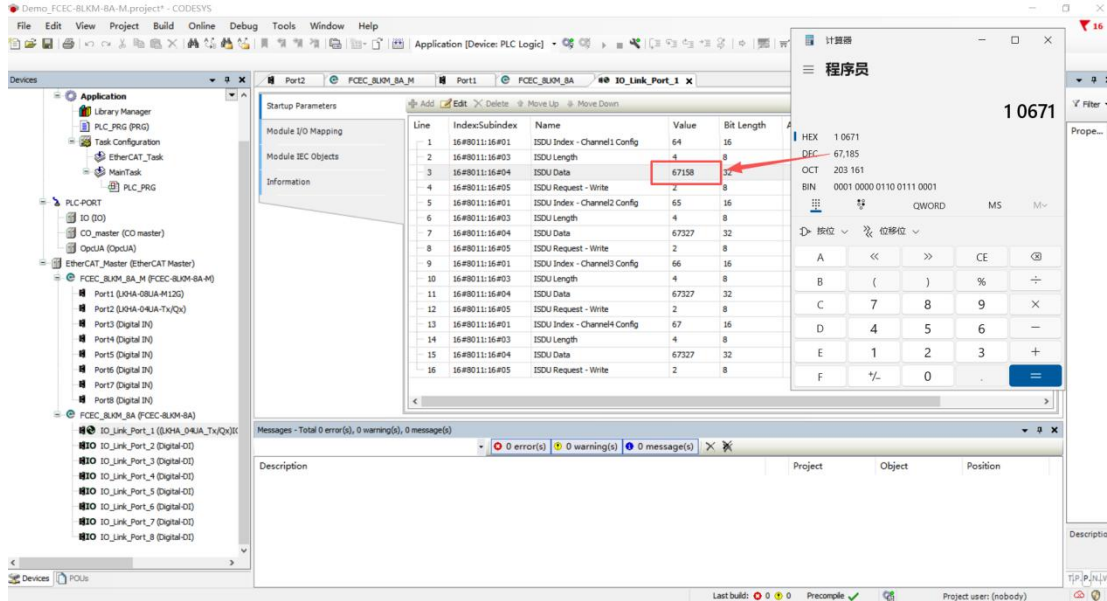 Demo_FCEC-8LKM-8A-M.project* - CODESYS
File Edit View Project Build Online Debug Tools Window Help
16
Application [Device: PLC Logic]
Devices
Application
Library Manager
PLC_PRG (PRG)
Task Configuration
EtherCAT_Task
MainTask
PLC_PRG
PLC-PORT
IO (IO)
CO_master (CO master)
OpcUA (OpcUA)
EtherCAT_Master (EtherCAT Master)
FCEC_8LKM_8A_M (FCEC-8LKM-8A-M)
Port1 (LKHA-08UA-M12G)
Port2 (LKHA-04UA-Tx/Qx)
Port3 (Digital IN)
Port4 (Digital IN)
Port5 (Digital IN)
Port6 (Digital IN)
Port7 (Digital IN)
Port8 (Digital IN)
FCEC_8LKM_8A (FCEC-8LKM-8A)
IO_Link_Port_1 ((LKHA_04UA_Tx/Qx)IO
IO_Link_Port_2 (Digital-DI)
IO_Link_Port_3 (Digital-DI)
IO_Link_Port_4 (Digital-DI)
IO_Link_Port_5 (Digital-DI)
IO_Link_Port_6 (Digital-DI)
IO_Link_Port_7 (Digital-DI)
IO_Link_Port_8 (Digital-DI)
Devices POUs
Port2 FCEC_8LKM_8A_M Port1 FCEC_8LKM_8A IO_Link_Port_1
Startup Parameters
Module I/O Mapping
Module IEC Objects
Information
Add Edit Delete Move Up Move Down
Line Index:Subindex Name Value Bit Length
1 16#8011:16#01 ISDU Index - Channel1 Config 64 16
2 16#8011:16#03 ISDU Length 4 8
3 16#8011:16#04 ISDU Data 67158 32
4 16#8011:16#05 ISDU Request - Write 2 8
5 16#8011:16#01 ISDU Index - Channel2 Config 65 16
6 16#8011:16#03 ISDU Length 4 8
7 16#8011:16#04 ISDU Data 67327 32
8 16#8011:16#05 ISDU Request - Write 2 8
9 16#8011:16#01 ISDU Index - Channel3 Config 66 16
10 16#8011:16#03 ISDU Length 4 8
11 16#8011:16#04 ISDU Data 67327 32
12 16#8011:16#05 ISDU Request - Write 2 8
13 16#8011:16#01 ISDU Index - Channel4 Config 67 16
14 16#8011:16#03 ISDU Length 4 8
15 16#8011:16#04 ISDU Data 67327 32
16 16#8011:16#05 ISDU Request - Write 2 8
计算器
程序员
1 0671
HEX 1 0671
DEC 67,185
OCT 203 161
BIN 0001 0000 0110 0111 0001
QWORD MS M
按位 位移位
A << >> CE
B ( ) % ÷
C 7 8 9 ×
D 4 5 6 −
E 1 2 3 +
F +/- 0 . =
Filter
Prope...
Messages - Total 0 error(s), 0 warning(s), 0 message(s)
0 error(s) 0 warning(s) 0 message(s)
Description Project Object Position
Descriptio
Last build: 0 0 Precompile Project user: (nobody)